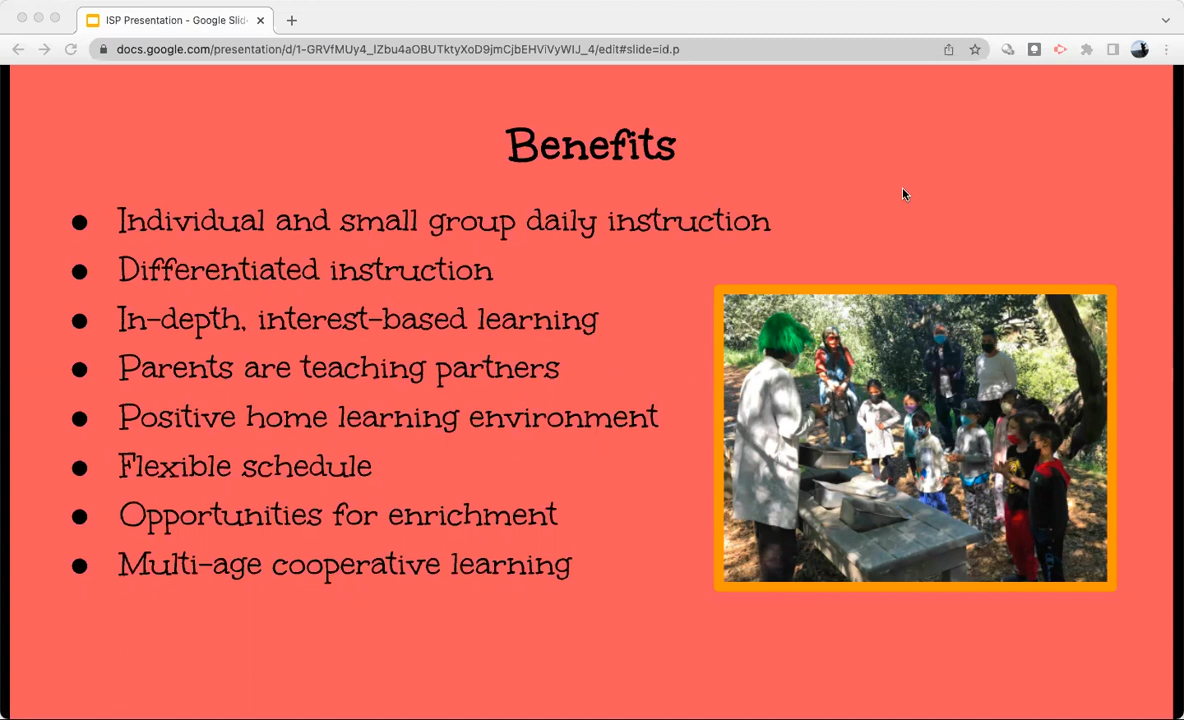 ISP Presentation - Google Slid
docs.google.com/presentation/d/1-GRVfMUy4_IZbu4aOBUTktyXoD9jmCjbEHViVyWIJ_4/edit#slide=id.p
Benefits
● Individual and small group daily instruction
● Differentiated instruction
● In-depth, interest-based learning
● Parents are teaching partners
● Positive home learning environment
● Flexible schedule
● Opportunities for enrichment
● Multi-age cooperative learning